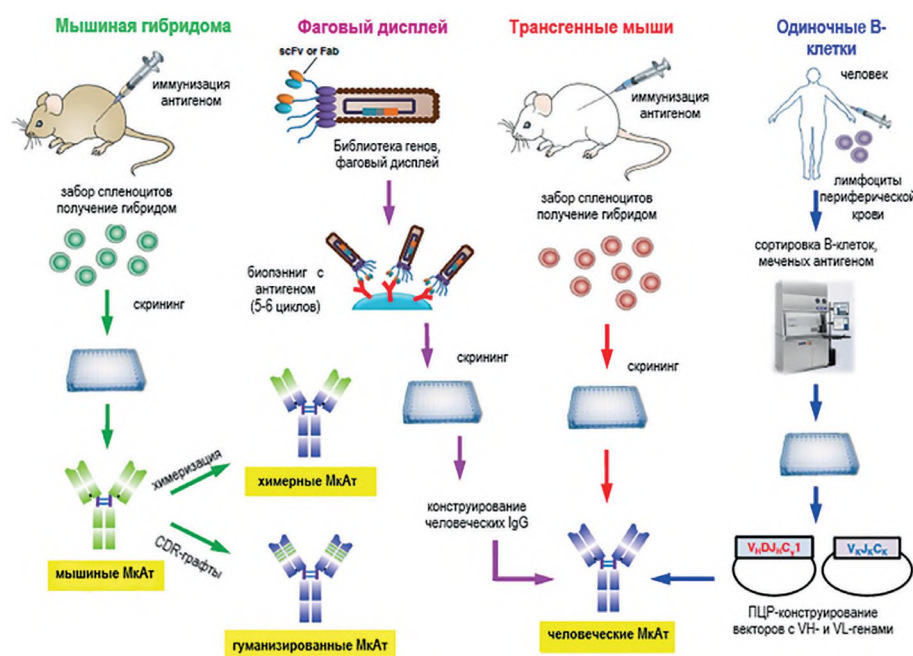 Мышиная гибридома
иммунизация
антигеном
забор спленоцитов
получение гибридом
скрининг
мышиные МкАт
химеризация
CDR-графты
химерные МкАт
гуманизированные МкАт
Фаговый дисплей
scFv or Fab
Библиотека генов,
фаговый дисплей
биопэнниг с
антигеном
(5-6 циклов)
скрининг
конструирование
человеческих IgG
Трансгенные мыши
иммунизация
антигеном
забор спленоцитов
получение гибридом
скрининг
человеческие МкАт
Одиночные В-
клетки
человек
лимфоциты
периферической
крови
сортировка В-клеток,
меченых антигеном
VHDJHCγ1
VKJKCK
ПЦР-конструирование
векторов с VH- и VL-генами